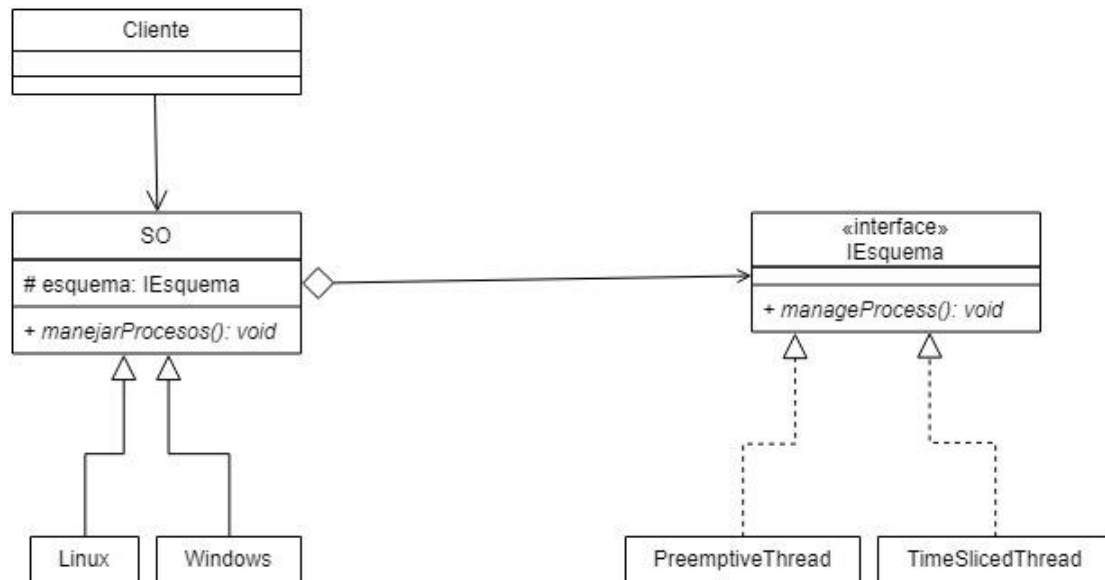 Cliente
SO
# esquema: IEsquema
+ manejarProcesos(): void
«interface»
IEsquema
+ manageProcess(): void
Linux
Windows
PreemptiveThread
TimeSlicedThread